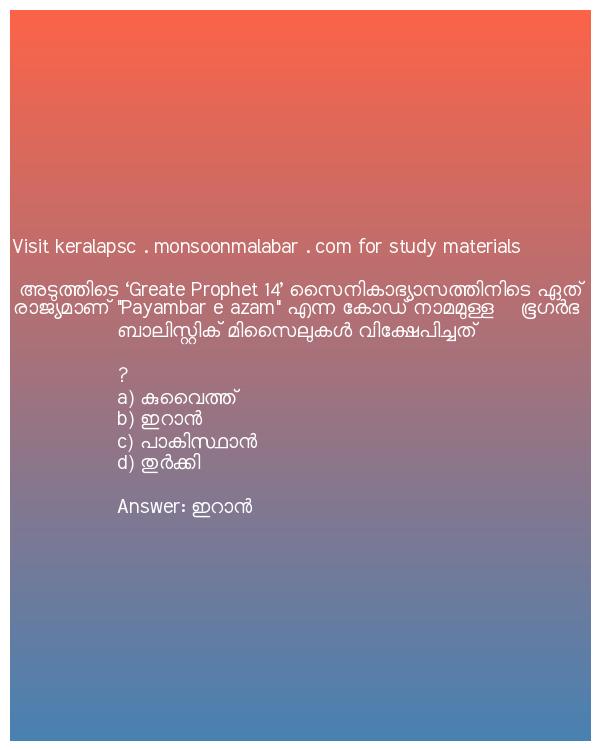 Visit keralapsc . monsoonmalabar . com for study materials
അടുത്തിടെ ‘Greate Prophet 14’ സൈനികാഭ്യാസത്തിനിടെ ഏത്
രാജ്യമാണ് "Payambar e azam" എന്ന കോഡ് നാമമുള്ള ഭൂഗർഭ
ബാലിസ്റ്റിക് മിസൈലുകൾ വിക്ഷേപിച്ചത്
?
a) കുവൈത്ത്
b) ഇറാൻ
c) പാകിസ്ഥാൻ
d) തുർക്കി
Answer: ഇറാൻ